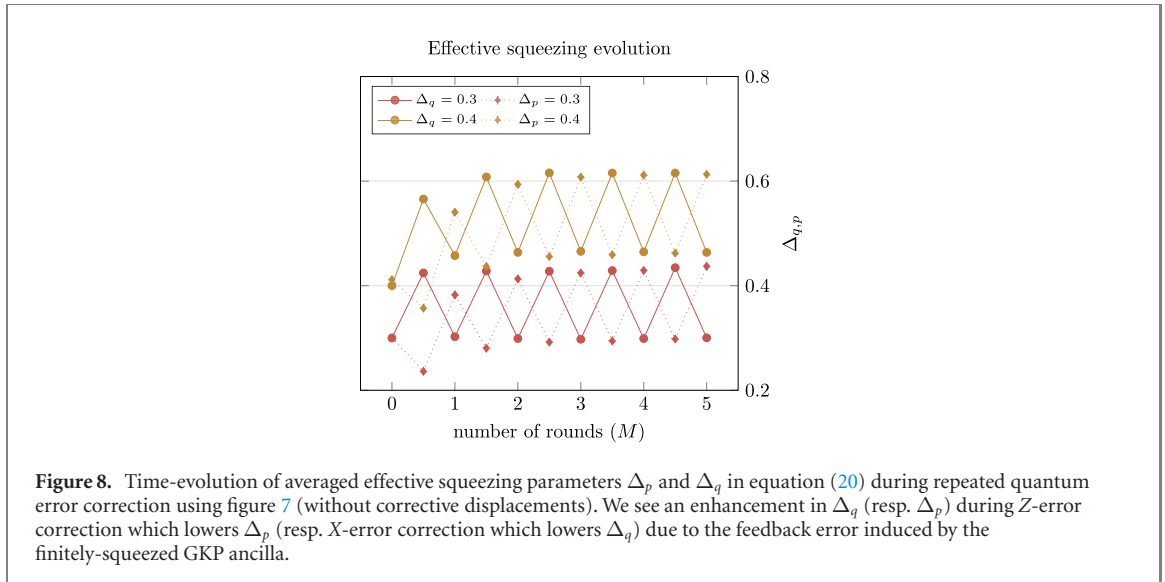 Effective squeezing evolution
Δq = 0.3 Δp = 0.3
Δq = 0.4 Δp = 0.4
0.8
0.6
0.4
0.2
Δq,p
0 1 2 3 4 5
number of rounds (M)
Figure 8. Time-evolution of averaged effective squeezing parameters Δp and Δq in equation (20) during repeated quantum
error correction using figure 7 (without corrective displacements). We see an enhancement in Δq (resp. Δp) during Z-error
correction which lowers Δp (resp. X-error correction which lowers Δq) due to the feedback error induced by the
finitely-squeezed GKP ancilla.